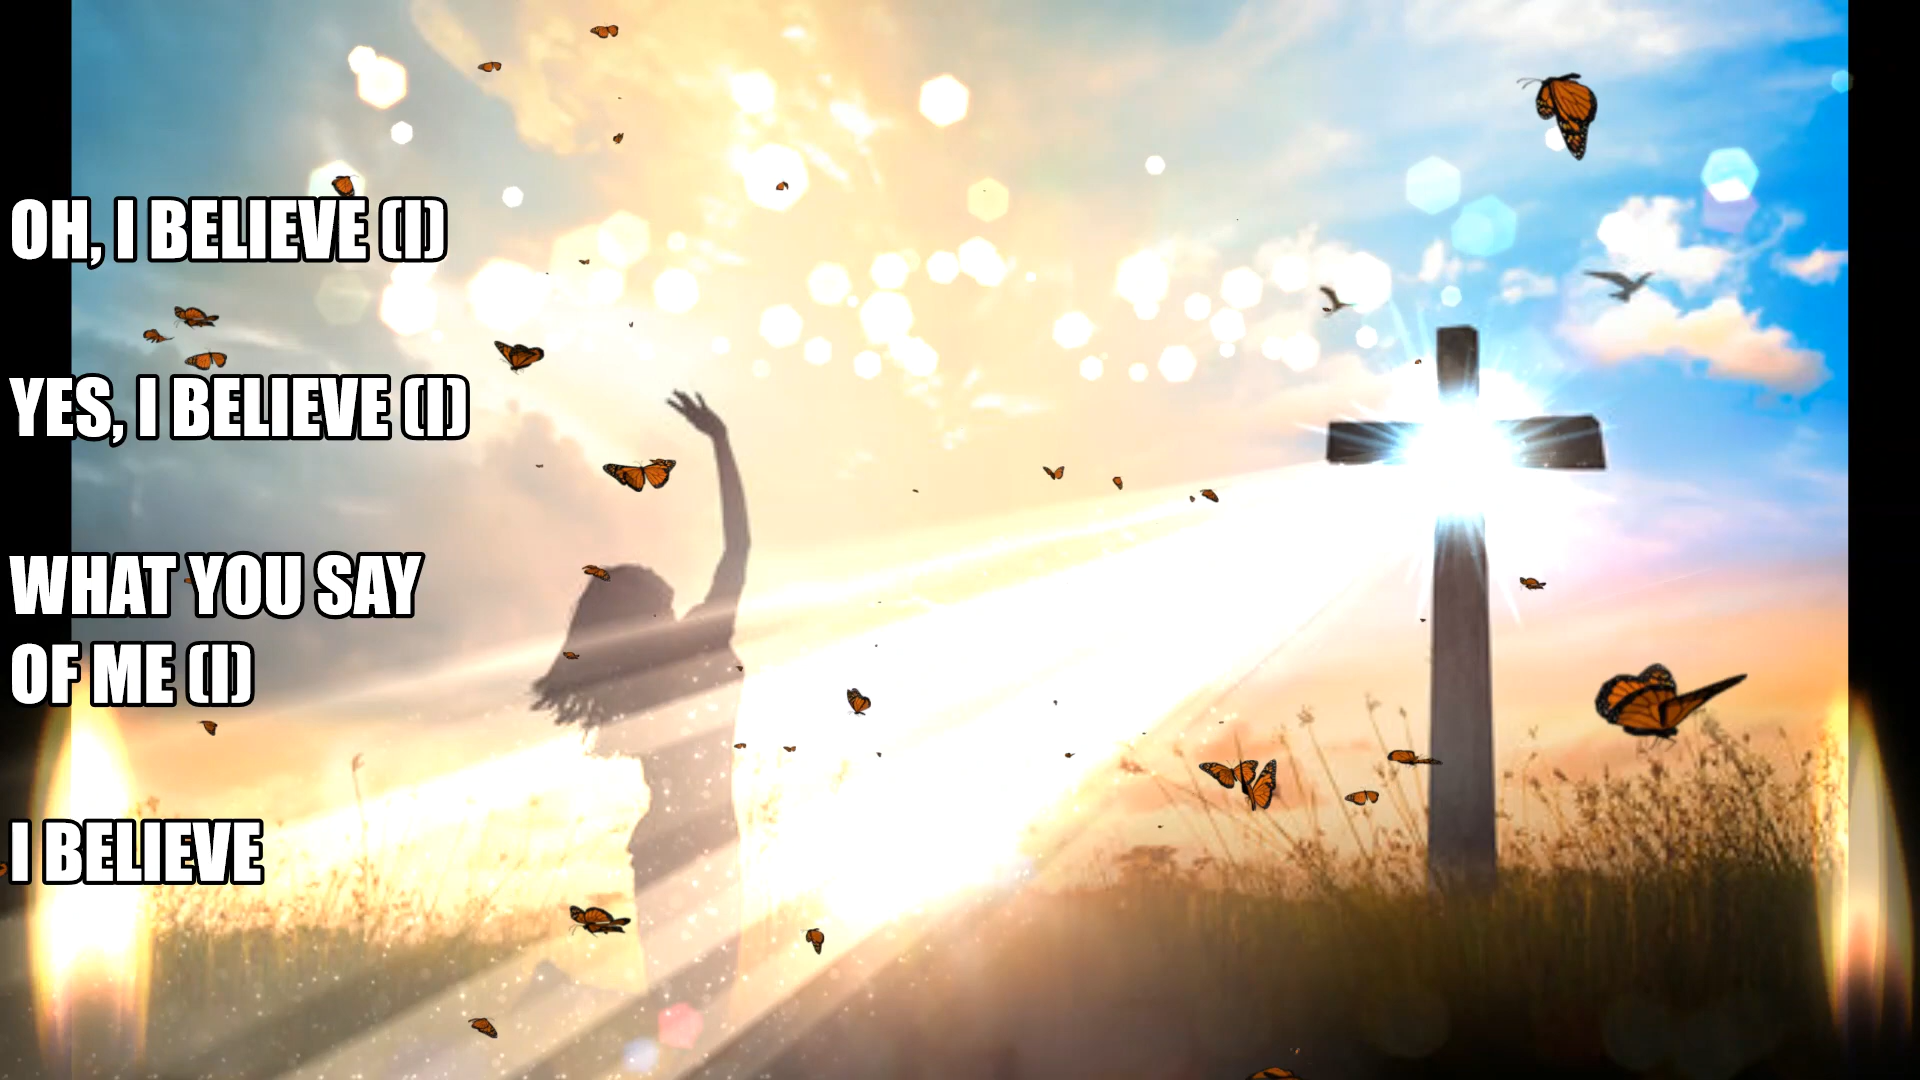 OH, I BELIEVE (I)
YES, I BELIEVE (I)
WHAT YOU SAY
OF ME (I)
I BELIEVE